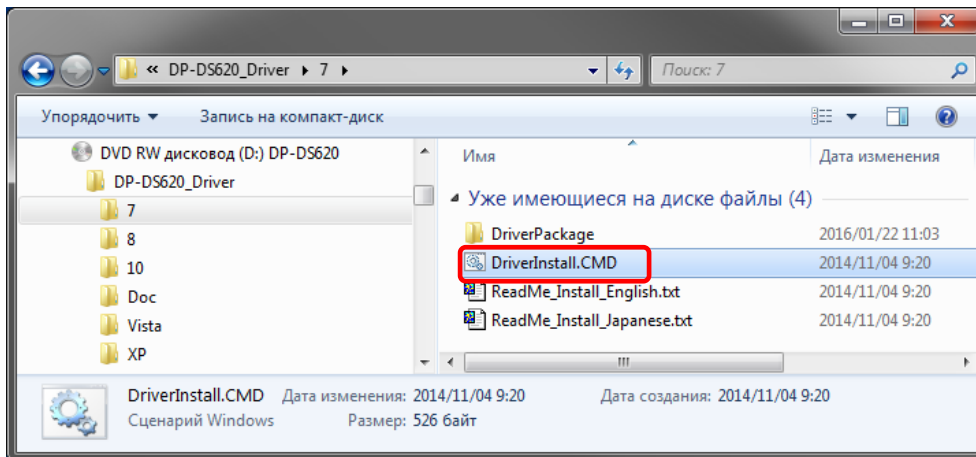 « DP-DS620_Driver ▸ 7 ▸
Поиск: 7
Упорядочить ▾ Запись на компакт-диск
DVD RW дисковод (D:) DP-DS620
DP-DS620_Driver
7
8
10
Doc
Vista
XP
Имя Дата изменения
Уже имеющиеся на диске файлы (4)
DriverPackage 2016/01/22 11:03
DriverInstall.CMD 2014/11/04 9:20
ReadMe_Install_English.txt 2014/11/04 9:20
ReadMe_Install_Japanese.txt 2014/11/04 9:20
DriverInstall.CMD Дата изменения: 2014/11/04 9:20 Дата создания: 2014/11/04 9:20
Сценарий Windows Размер: 526 байт